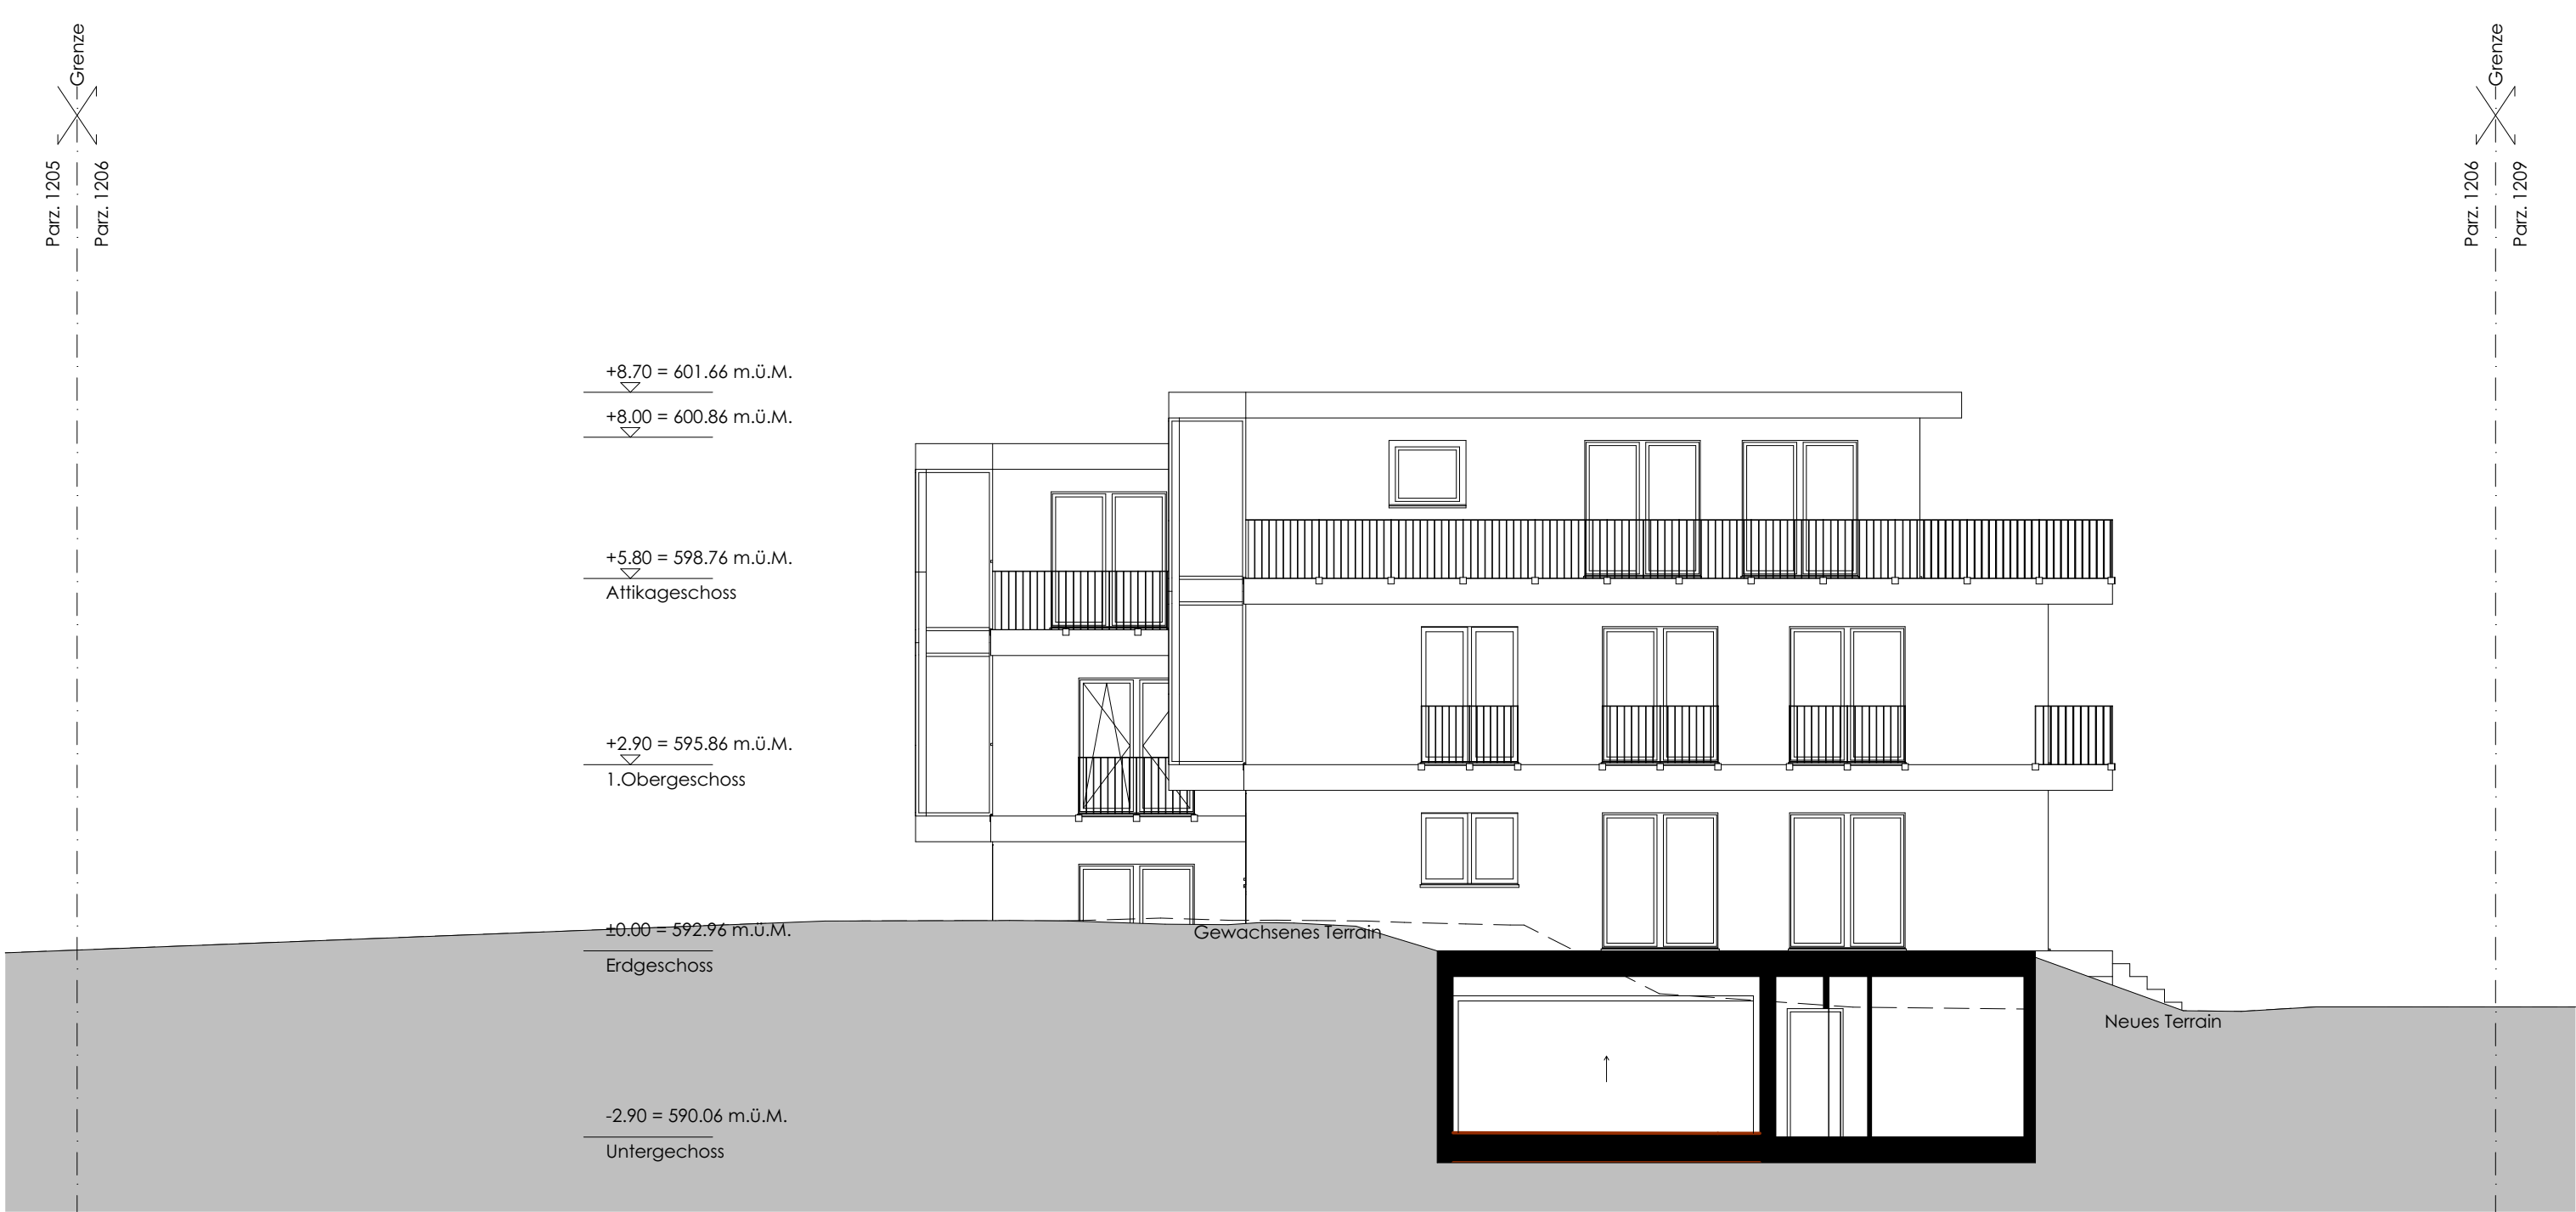 Grenze
Parz. 1205
Parz. 1206
Grenze
Parz. 1206
Parz. 1209
+8.70 = 601.66 m.ü.M.
+8.00 = 600.86 m.ü.M.
+5.80 = 598.76 m.ü.M.
Attikageschoss
+2.90 = 595.86 m.ü.M.
1.Obergeschoss
±0.00 = 592.96 m.ü.M.
Erdgeschoss
Gewachsenes Terrain
Neues Terrain
-2.90 = 590.06 m.ü.M.
Untergechoss